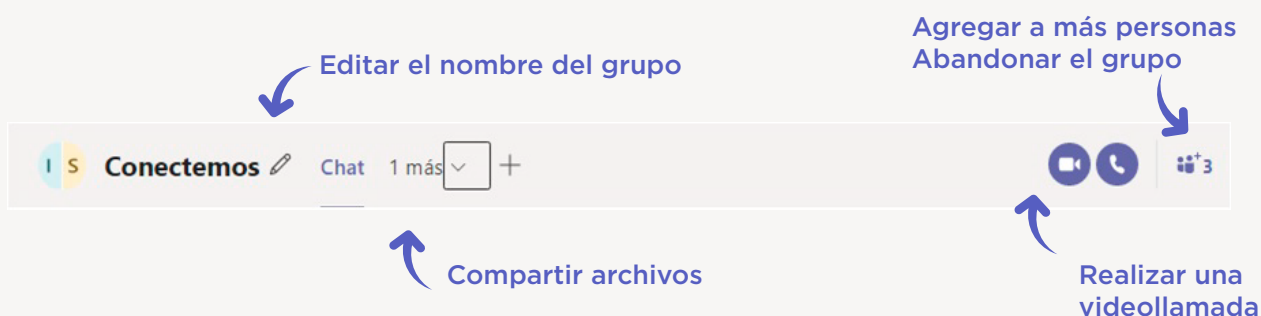 Agregar a más personas
Abandonar el grupo
Editar el nombre del grupo
I S Conectemos Chat 1 más 3
Compartir archivos
Realizar una
videollamada